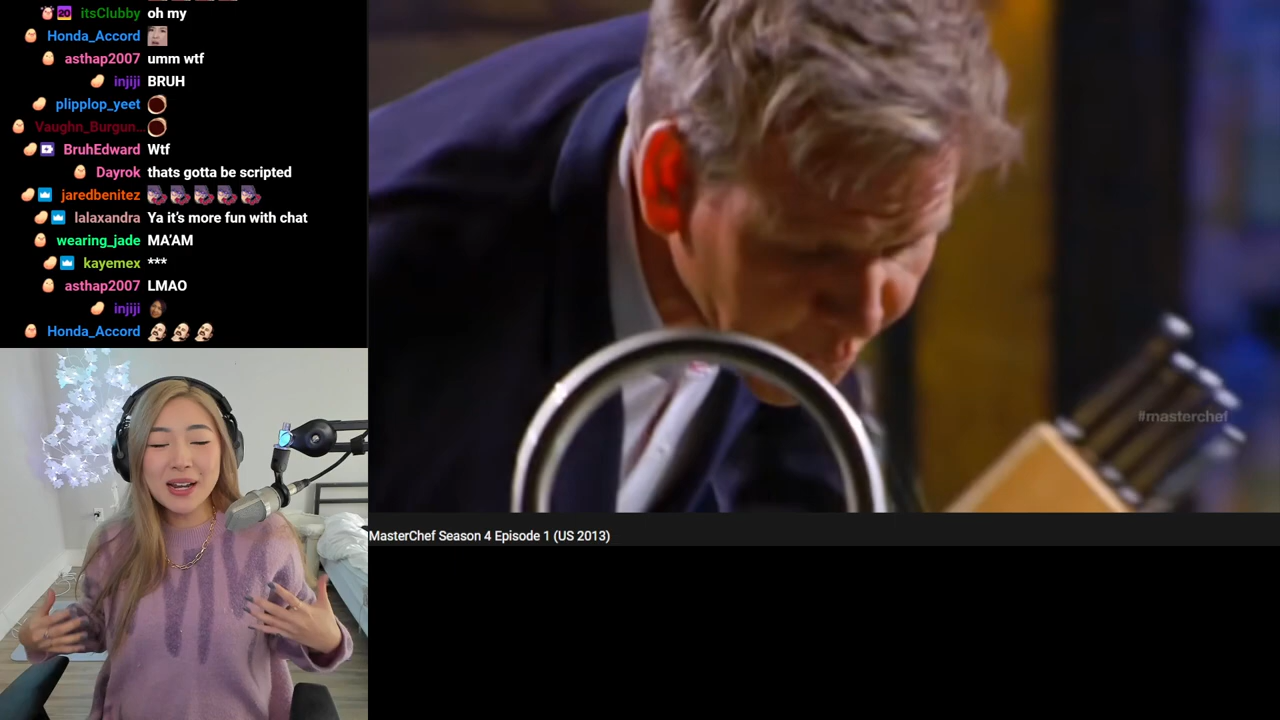 20 itsClubby oh my
Honda_Accord
asthap2007 umm wtf
injiji BRUH
plipplop_yeet
Vaughn_Burgun...
BruhEdward Wtf
Dayrok thats gotta be scripted
jaredbenitez
lalaxandra Ya it’s more fun with chat
wearing_jade MA’AM
kayemex ***
asthap2007 LMAO
injiji
Honda_Accord
#masterchef
MasterChef Season 4 Episode 1 (US 2013)